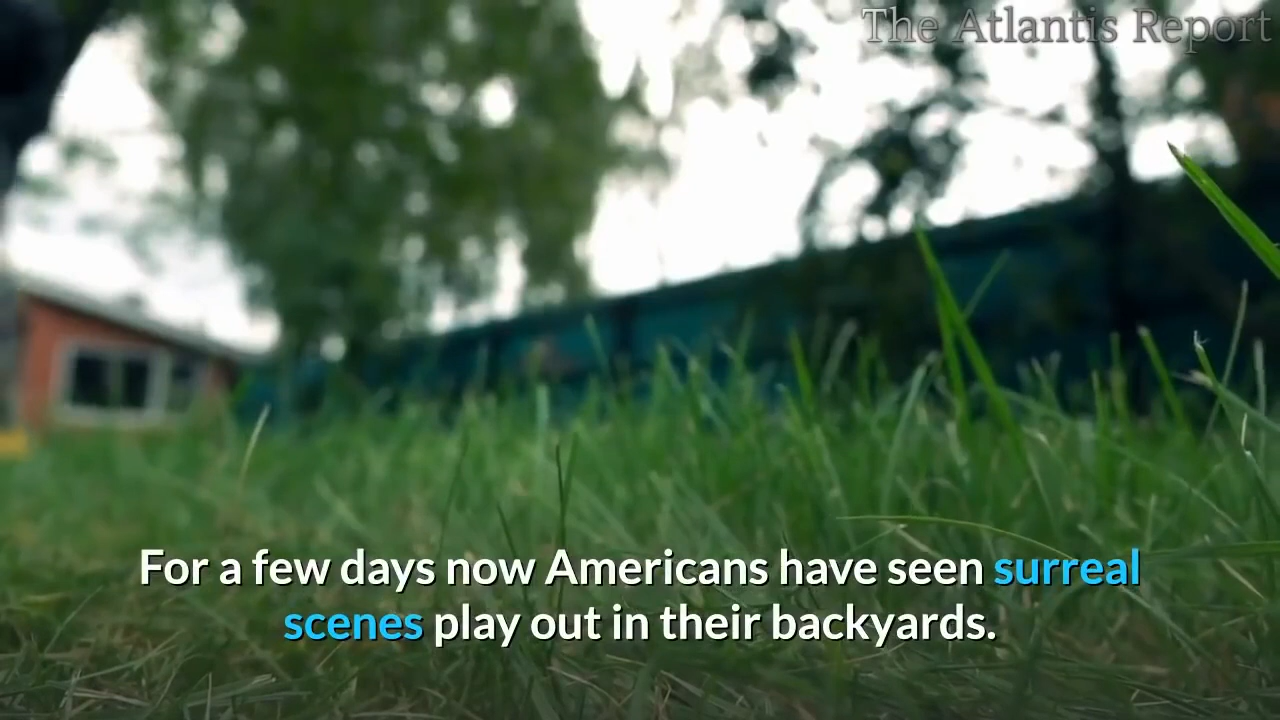 The Atlantis Report
For a few days now Americans have seen surreal
scenes play out in their backyards.